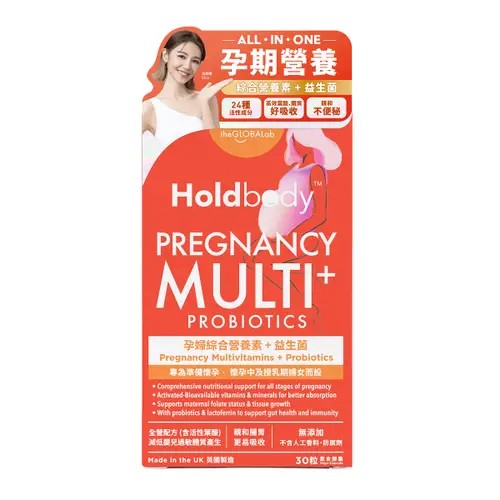 ALL·IN·ONE
孕期營養
綜合營養素 + 益生菌
24種
活性成分
高效葉酸、鐵質
好吸收
親和
不便秘
theGLOBALab
Holdbody™
PREGNANCY
MULTI+
PROBIOTICS
孕婦綜合營養素 + 益生菌
Pregnancy Multivitamins + Probiotics
專為準備懷孕、懷孕中及授乳期婦女而設
• Comprehensive nutritional support for all stages of pregnancy
• Activated-Bioavailable vitamins & minerals for better absorption
• Supports maternal folate status & tissue growth
• With probiotics & lactoferrin to support gut health and immunity
全營配方 (含活性葉酸)
減低嬰兒過敏體質產生
親和腸胃
更易吸收
無添加
不含人工香料·防腐劑
Made in the UK 英國製造
30粒